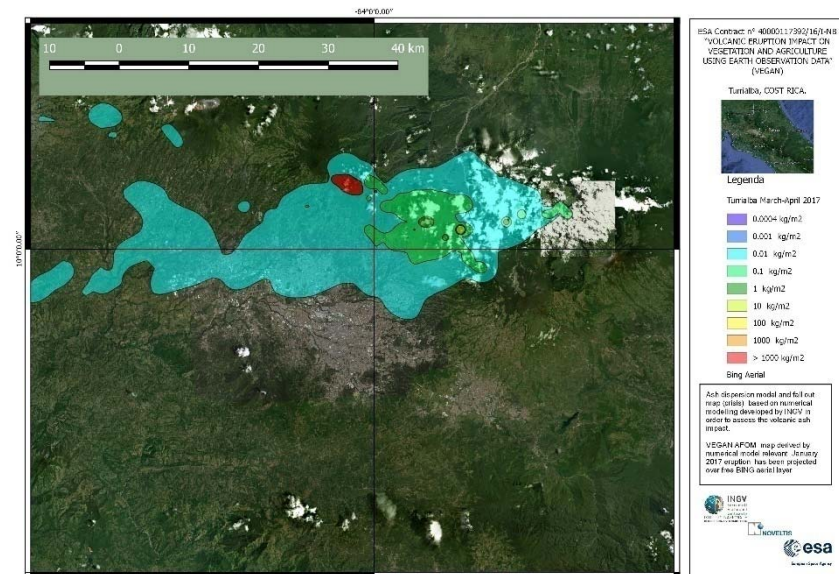 -84°0'0.00"
10 0 10 20 30 40 km
10°0'0.00"
ESA Contract n° 40000117392/16/I-NB
"VOLCANIC ERUPTION IMPACT ON
VEGETATION AND AGRICULTURE
USING EARTH OBSERVATION DATA"
(VEGAN)
Turrialba, COSTA RICA.
Legenda
Turrialba March-April 2017
0.0004 kg/m2
0.001 kg/m2
0.01 kg/m2
0.1 kg/m2
1 kg/m2
10 kg/m2
100 kg/m2
1000 kg/m2
> 1000 kg/m2
Bing Aerial
Ash dispersion model and fall out
map (crisis) based on numerical
modelling developed by INGV in
order to assess the volcanic ash
impact.
VEGAN AFOM map derived by
numerical model relevant January
2017 eruption has been projected
over free BING aerial layer
INGV
NOVELTIS
esa
European Space Agency